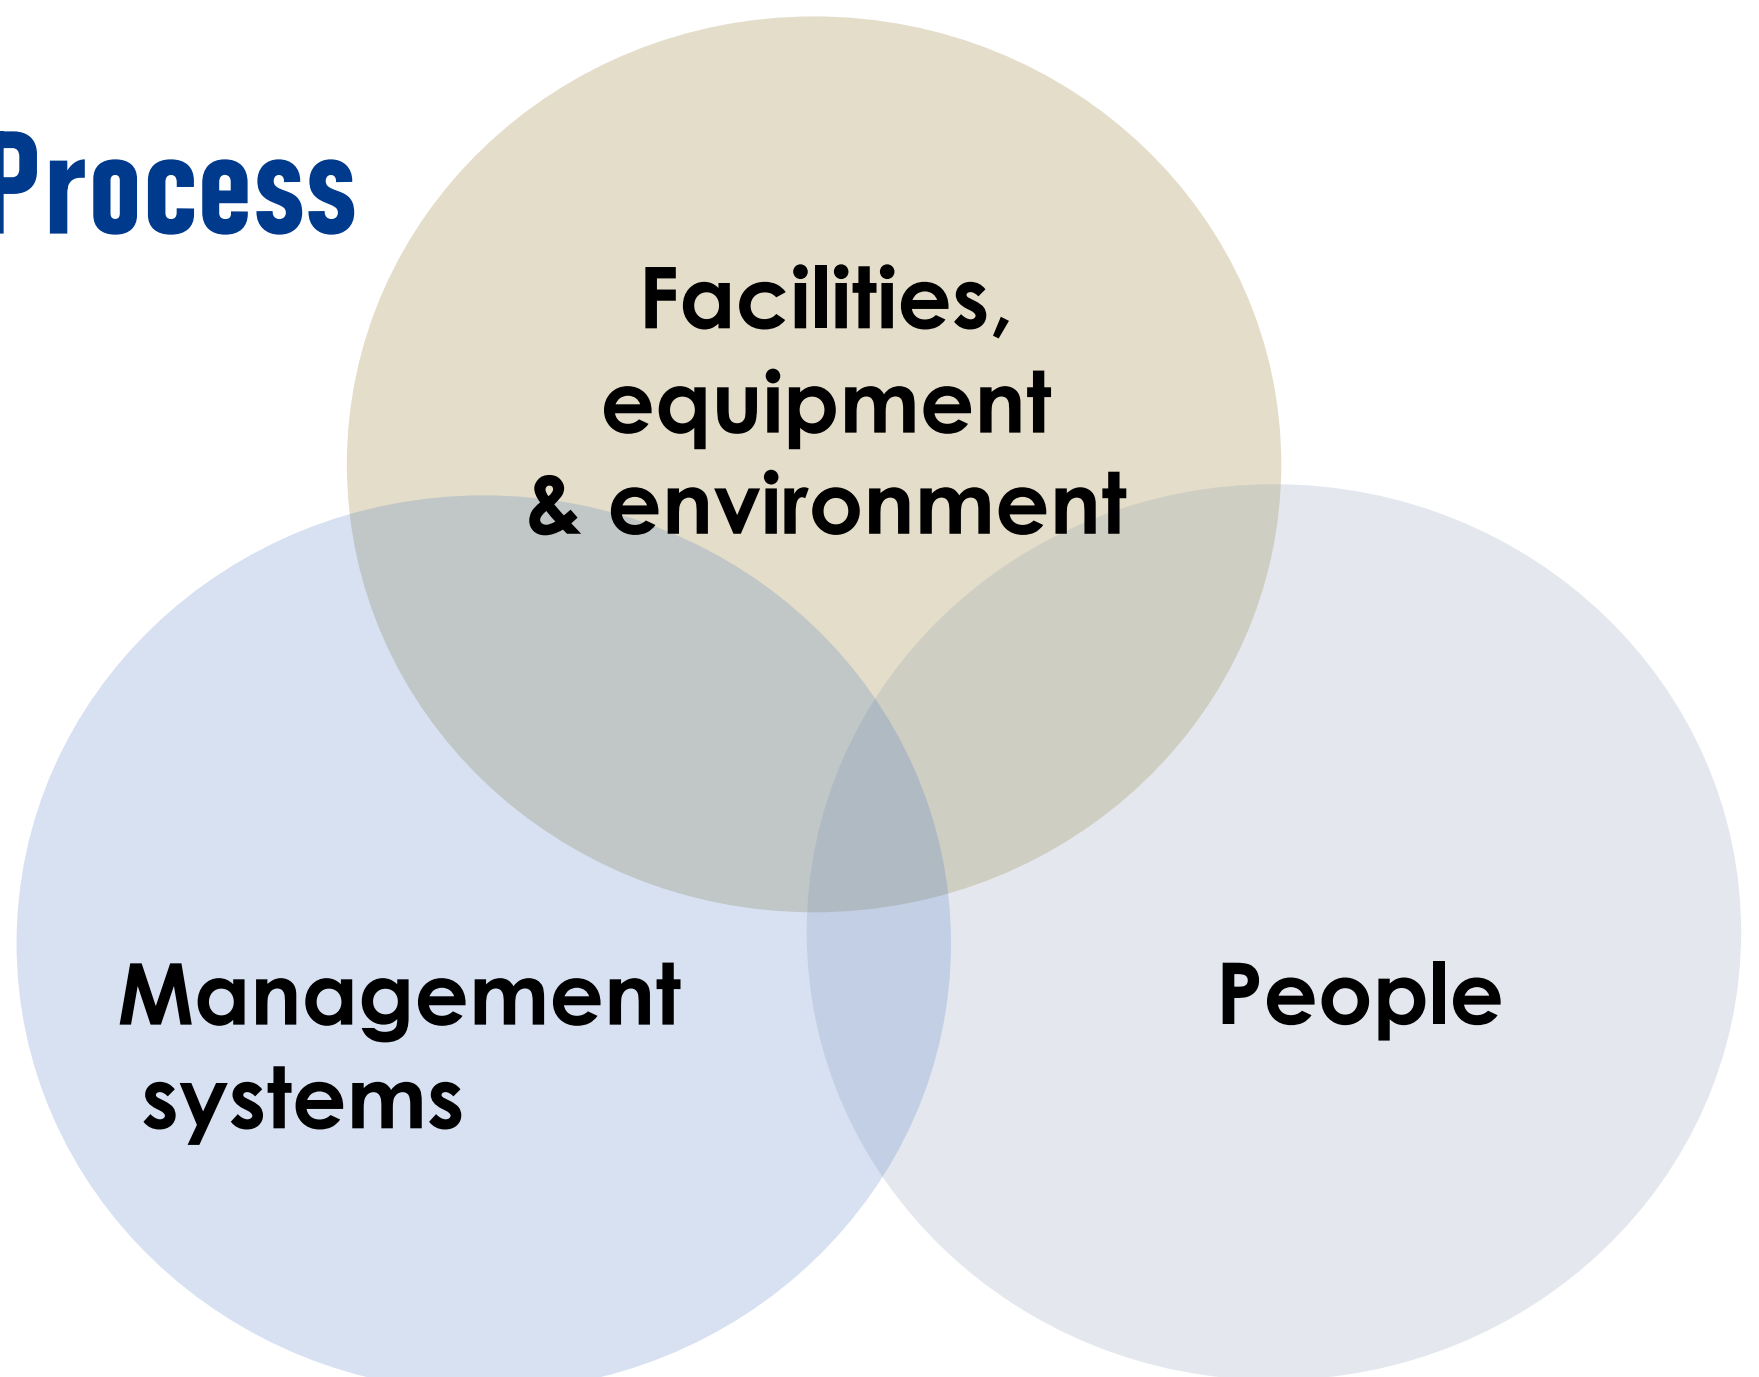 Process
Facilities,
equipment
& environment
Management
systems
People